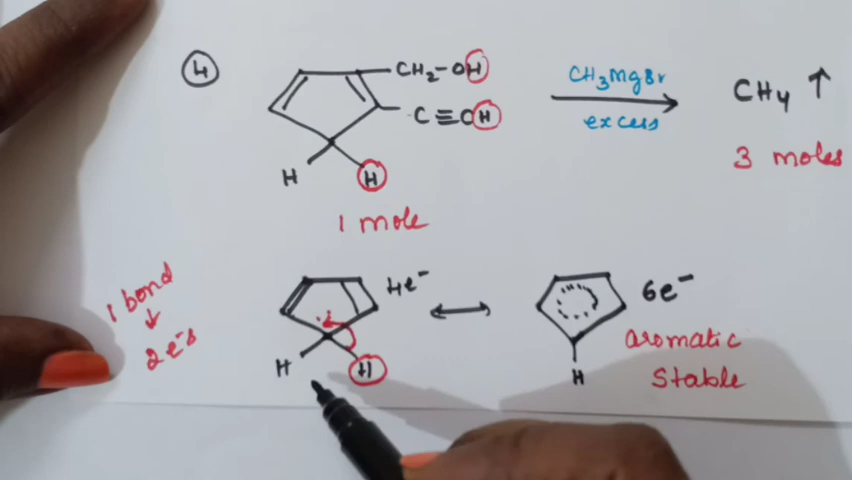 4
CH2-OH
C≡CH
H
H
1 mole
CH3MgBr
excess
CH4 ↑
3 moles
1 bond
↓
2e-s
4e-
H
H
6e-
aromatic
Stable
H